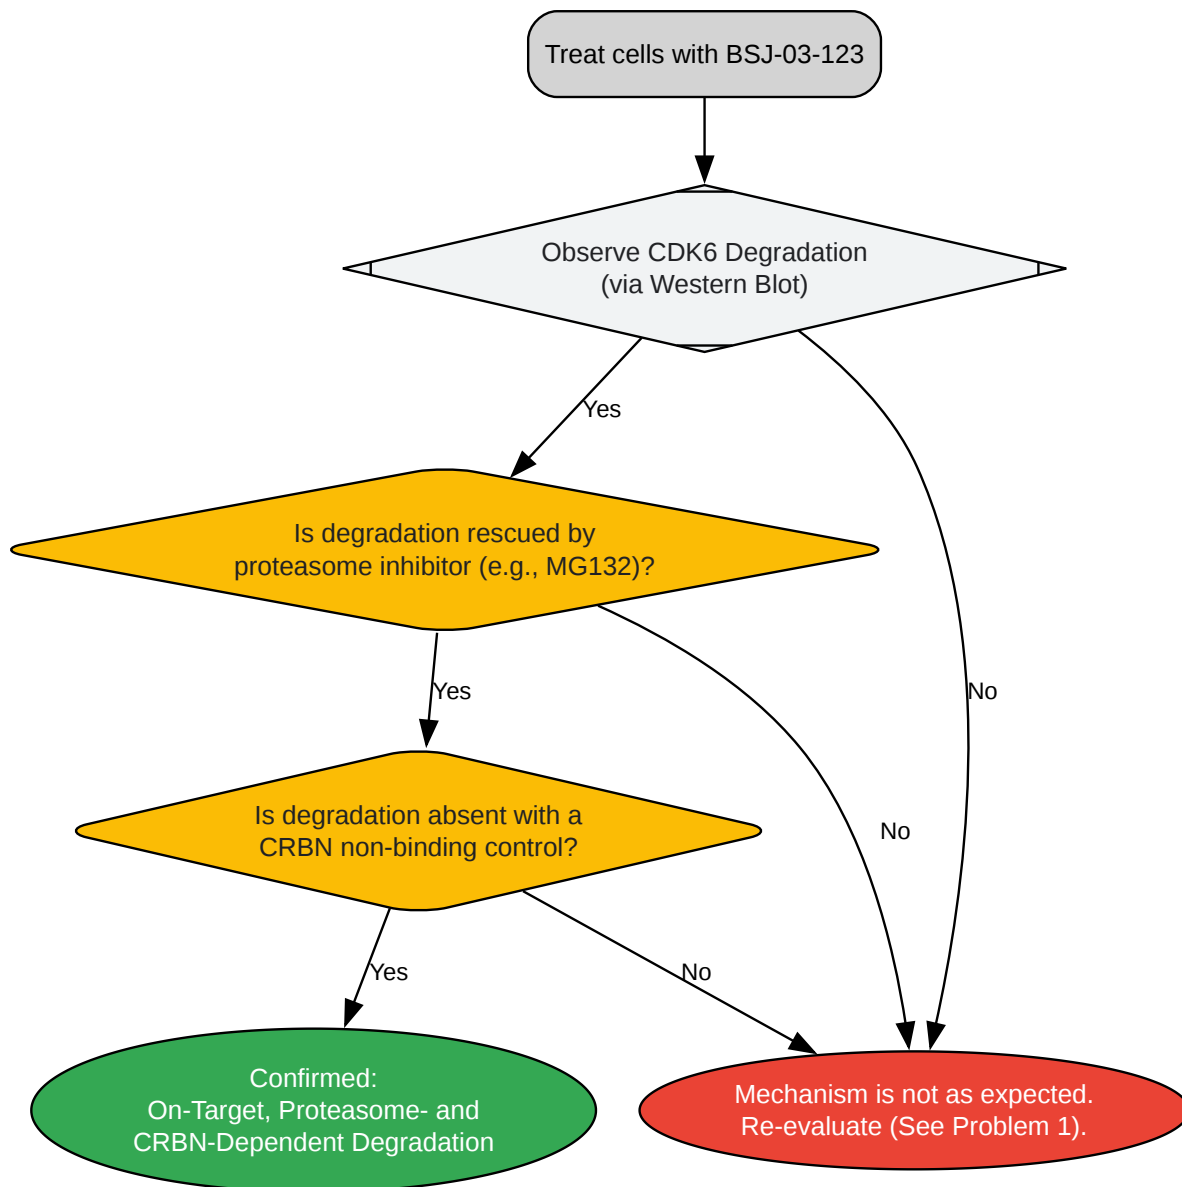 Treat cells with BSJ-03-123
Observe CDK6 Degradation
(via Western Blot)
Yes
Is degradation rescued by
proteasome inhibitor (e.g., MG132)?
Yes
No
Is degradation absent with a
CRBN non-binding control?
No
Yes
No
Confirmed:
On-Target, Proteasome- and
CRBN-Dependent Degradation
Mechanism is not as expected.
Re-evaluate (See Problem 1).